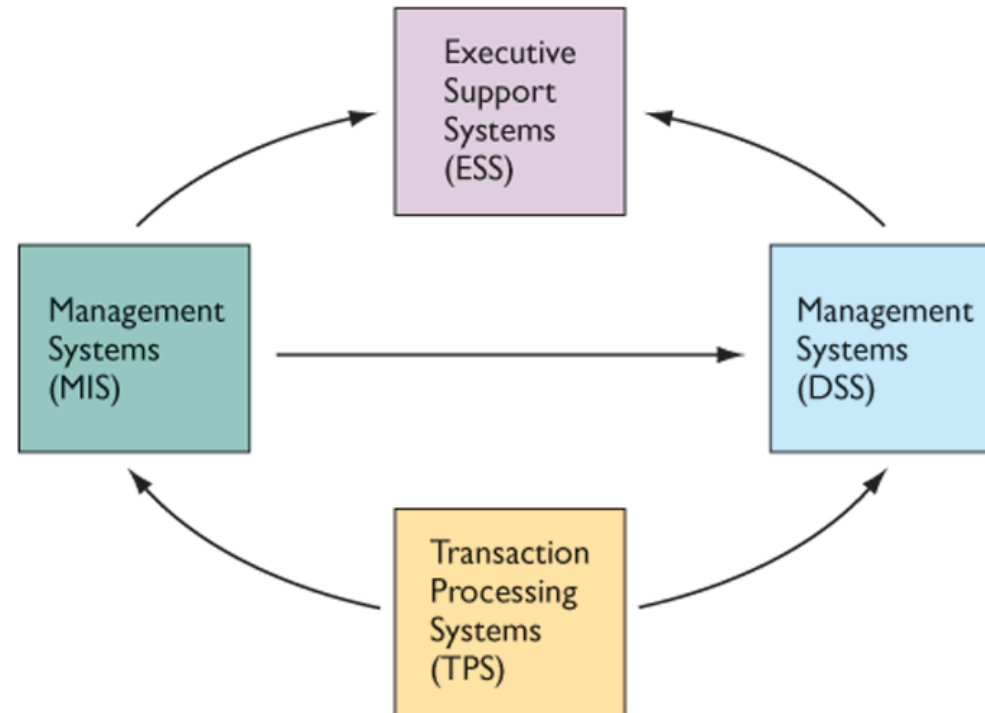 Executive
Support
Systems
(ESS)
Management
Systems
(MIS)
Management
Systems
(DSS)
Transaction
Processing
Systems
(TPS)